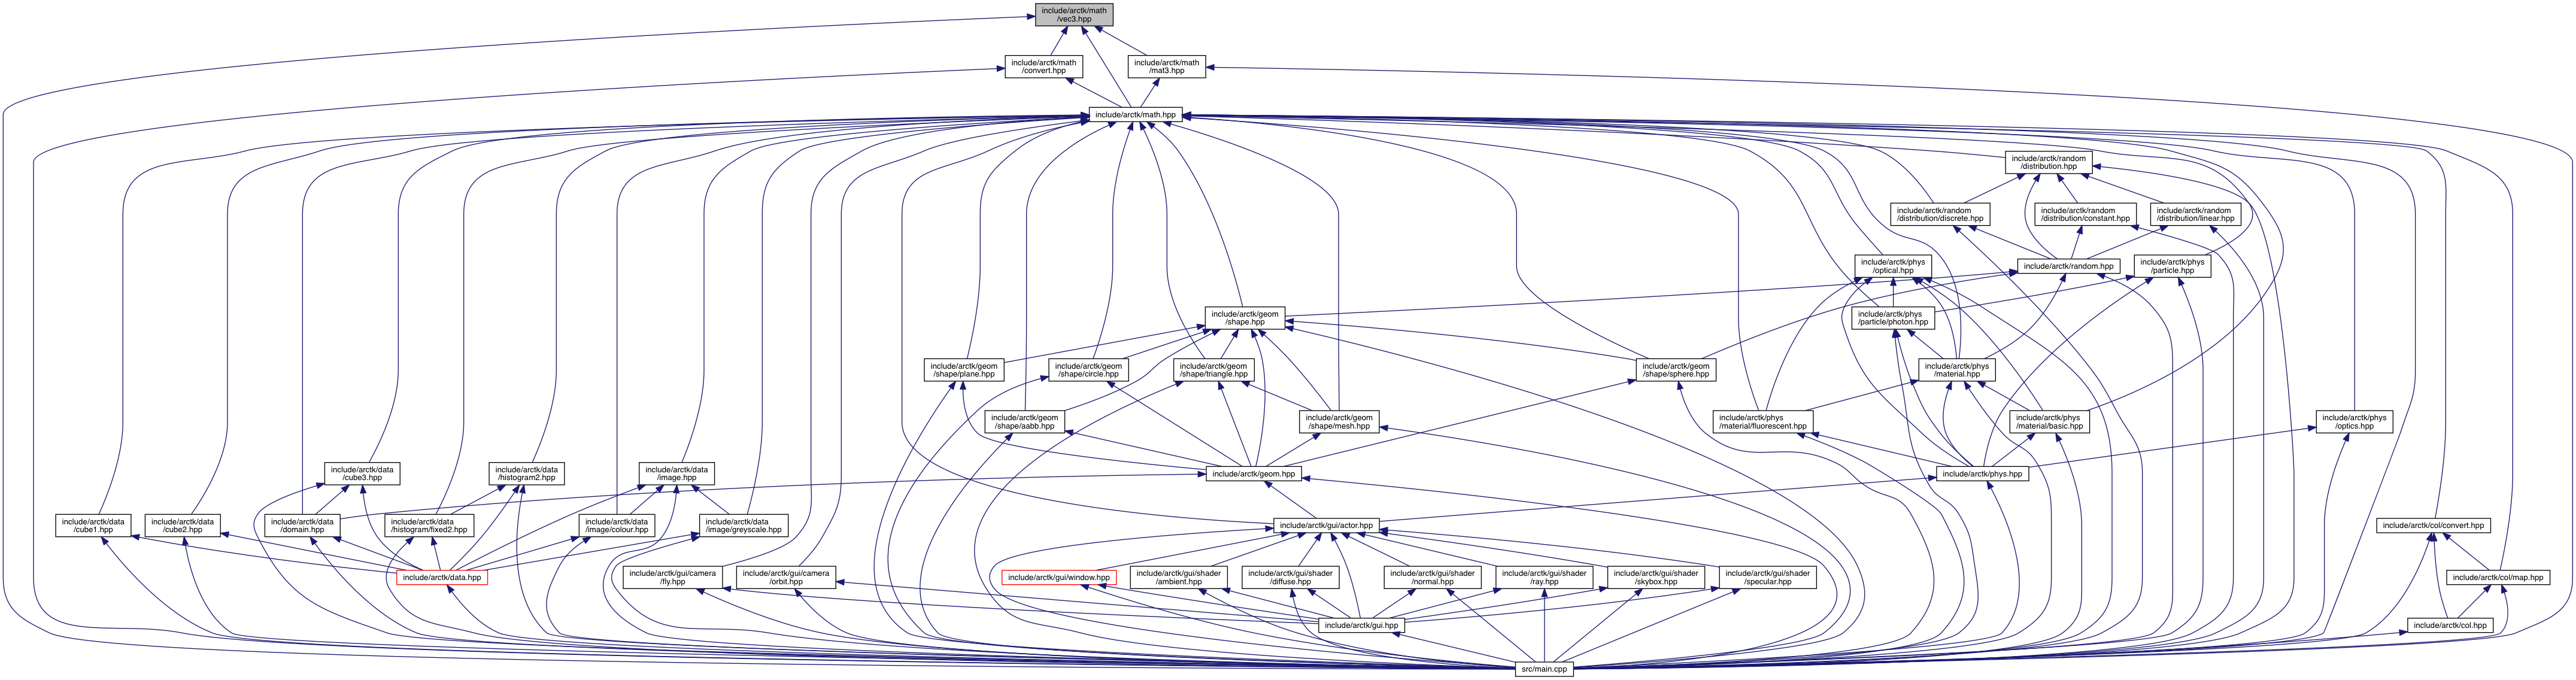 include/arctk/math
/vec3.hpp
include/arctk/math
/convert.hpp
include/arctk/math
/mat3.hpp
include/arctk/math.hpp
include/arctk/random
/distribution.hpp
include/arctk/random
/distribution/discrete.hpp
include/arctk/random
/distribution/constant.hpp
include/arctk/random
/distribution/linear.hpp
include/arctk/phys
/optical.hpp
include/arctk/random.hpp
include/arctk/phys
/particle.hpp
include/arctk/geom
/shape.hpp
include/arctk/phys
/particle/photon.hpp
include/arctk/geom
/shape/plane.hpp
include/arctk/geom
/shape/circle.hpp
include/arctk/geom
/shape/triangle.hpp
include/arctk/geom
/shape/sphere.hpp
include/arctk/phys
/material.hpp
include/arctk/geom
/shape/aabb.hpp
include/arctk/geom
/shape/mesh.hpp
include/arctk/phys
/material/fluorescent.hpp
include/arctk/phys
/material/basic.hpp
include/arctk/phys
/optics.hpp
include/arctk/data
/cube3.hpp
include/arctk/data
/histogram2.hpp
include/arctk/data
/image.hpp
include/arctk/geom.hpp
include/arctk/phys.hpp
include/arctk/data
/cube1.hpp
include/arctk/data
/cube2.hpp
include/arctk/data
/domain.hpp
include/arctk/data
/histogram/fixed2.hpp
include/arctk/data
/image/colour.hpp
include/arctk/data
/image/greyscale.hpp
include/arctk/gui/actor.hpp
include/arctk/col/convert.hpp
include/arctk/data.hpp
include/arctk/gui/camera
/fly.hpp
include/arctk/gui/camera
/orbit.hpp
include/arctk/gui/window.hpp
include/arctk/gui/shader
/ambient.hpp
include/arctk/gui/shader
/diffuse.hpp
include/arctk/gui/shader
/normal.hpp
include/arctk/gui/shader
/ray.hpp
include/arctk/gui/shader
/skybox.hpp
include/arctk/gui/shader
/specular.hpp
include/arctk/col/map.hpp
include/arctk/gui.hpp
include/arctk/col.hpp
src/main.cpp